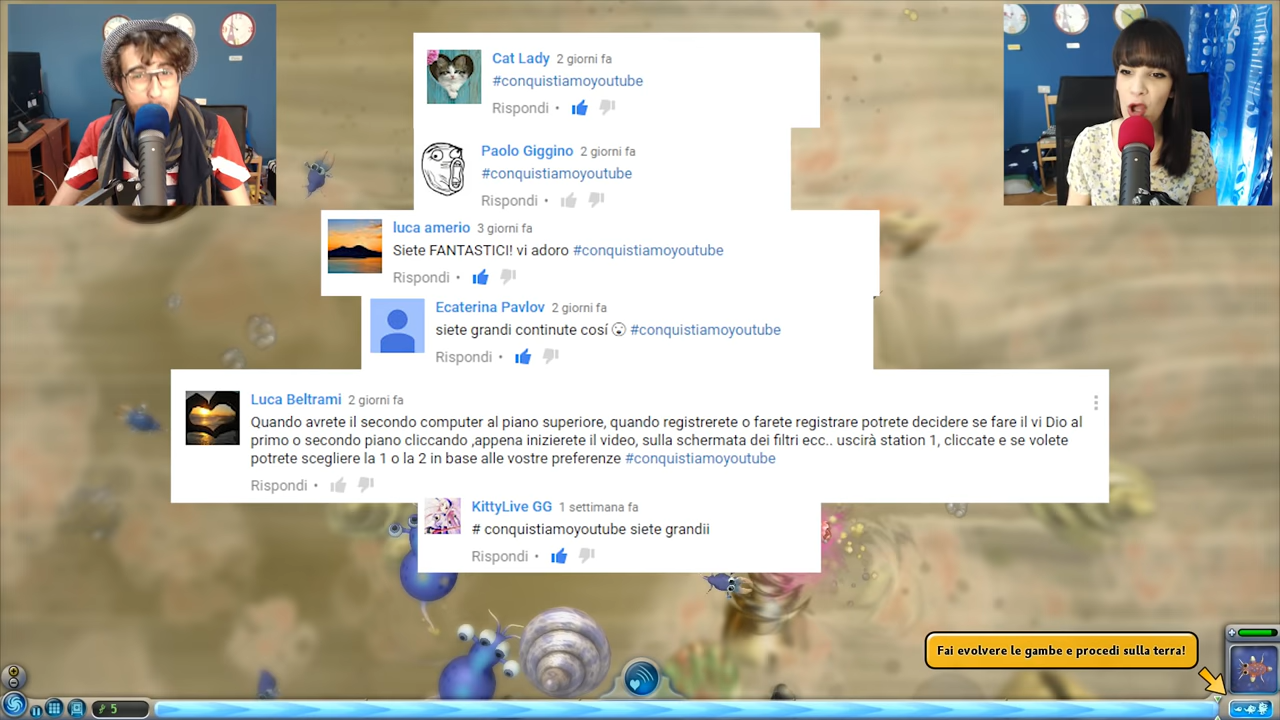 Cat Lady 2 giorni fa
#conquistiamoyoutube
Rispondi •
Paolo Giggino 2 giorni fa
#conquistiamoyoutube
Rispondi •
luca amerio 3 giorni fa
Siete FANTASTICI! vi adoro #conquistiamoyoutube
Rispondi •
Ecaterina Pavlov 2 giorni fa
siete grandi continute cosí 😮 #conquistiamoyoutube
Rispondi •
Luca Beltrami 2 giorni fa
Quando avrete il secondo computer al piano superiore, quando registrerete o farete registrare potrete decidere se fare il vi Dio al
primo o secondo piano cliccando ,appena inizierete il video, sulla schermata dei filtri ecc.. uscirà station 1, cliccate e se volete
potrete scegliere la 1 o la 2 in base alle vostre preferenze #conquistiamoyoutube
Rispondi •
KittyLive GG 1 settimana fa
# conquistiamoyoutube siete grandii
Rispondi •
Fai evolvere le gambe e procedi sulla terra!
5